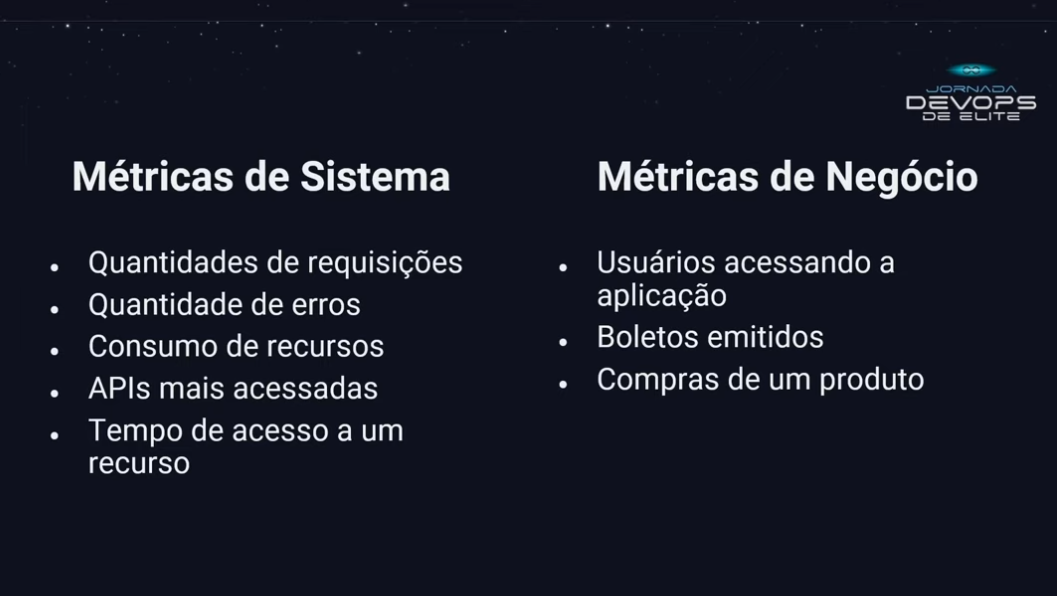 JORNADA
DEVOPS
DE ELITE
Métricas de Sistema
Quantidades de requisições
Quantidade de erros
Consumo de recursos
APIs mais acessadas
Tempo de acesso a um
recurso
Métricas de Negócio
Usuários acessando a
aplicação
Boletos emitidos
Compras de um produto